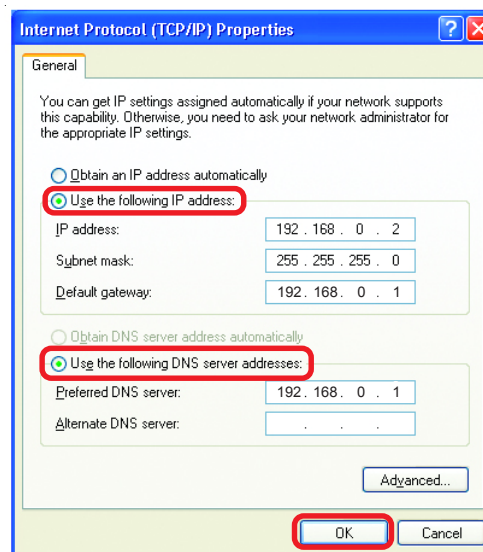 Internet Protocol (TCP/IP) Properties
General
You can get IP settings assigned automatically if your network supports
this capability. Otherwise, you need to ask your network administrator for
the appropriate IP settings.
Obtain an IP address automatically
Use the following IP address:
IP address: 192 . 168 . 0 . 2
Subnet mask: 255 . 255 . 255 . 0
Default gateway: 192 . 168 . 0 . 1
Obtain DNS server address automatically
Use the following DNS server addresses:
Preferred DNS server: 192 . 168 . 0 . 1
Alternate DNS server: . . .
Advanced...
OK Cancel